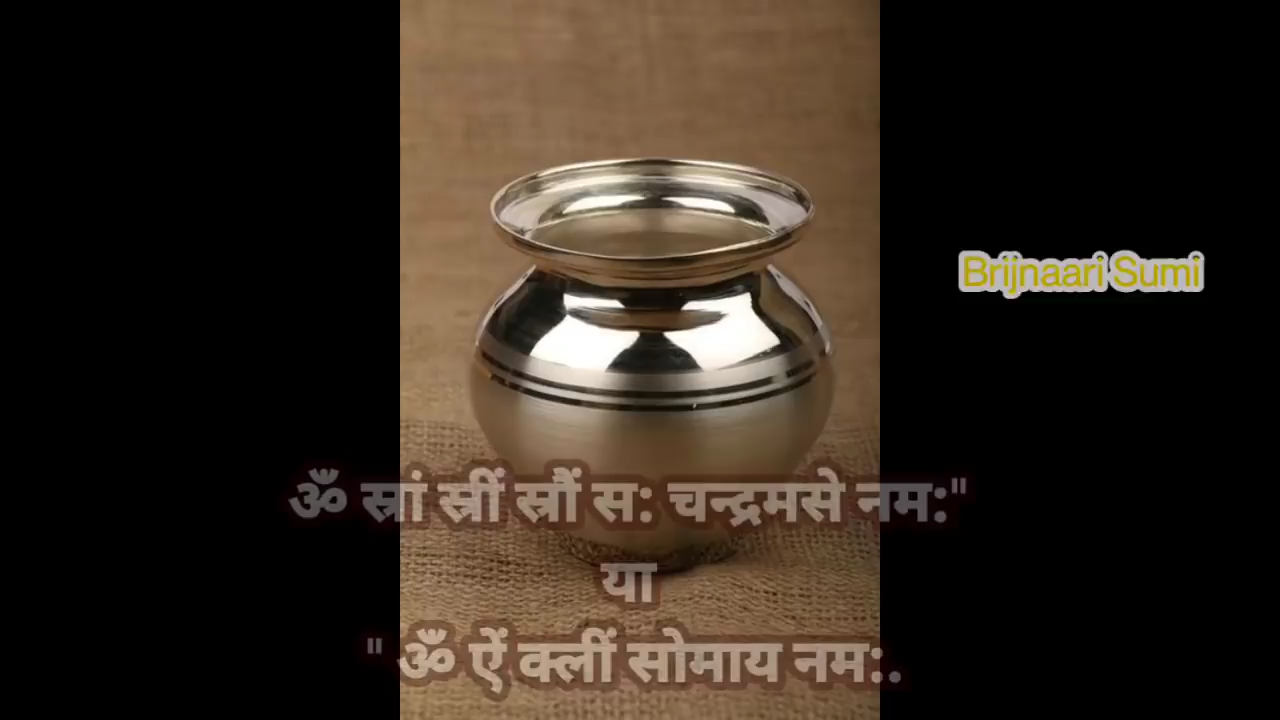 Brijnaari Sumi
ॐ स्रां स्रीं स्रौं स: चन्द्रमसे नम:"
या
" ॐ ऐं क्लीं सोमाय नम:.